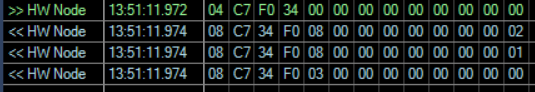 >> HW Node 13:51:11.972 04 C7 F0 34 00 00 00 00 00 00 00 00
<< HW Node 13:51:11.974 08 C7 34 F0 08 00 00 00 00 00 00 02
<< HW Node 13:51:11.974 08 C7 34 F0 08 00 00 00 00 00 00 01
<< HW Node 13:51:11.974 08 C7 34 F0 03 00 00 00 00 00 00 00